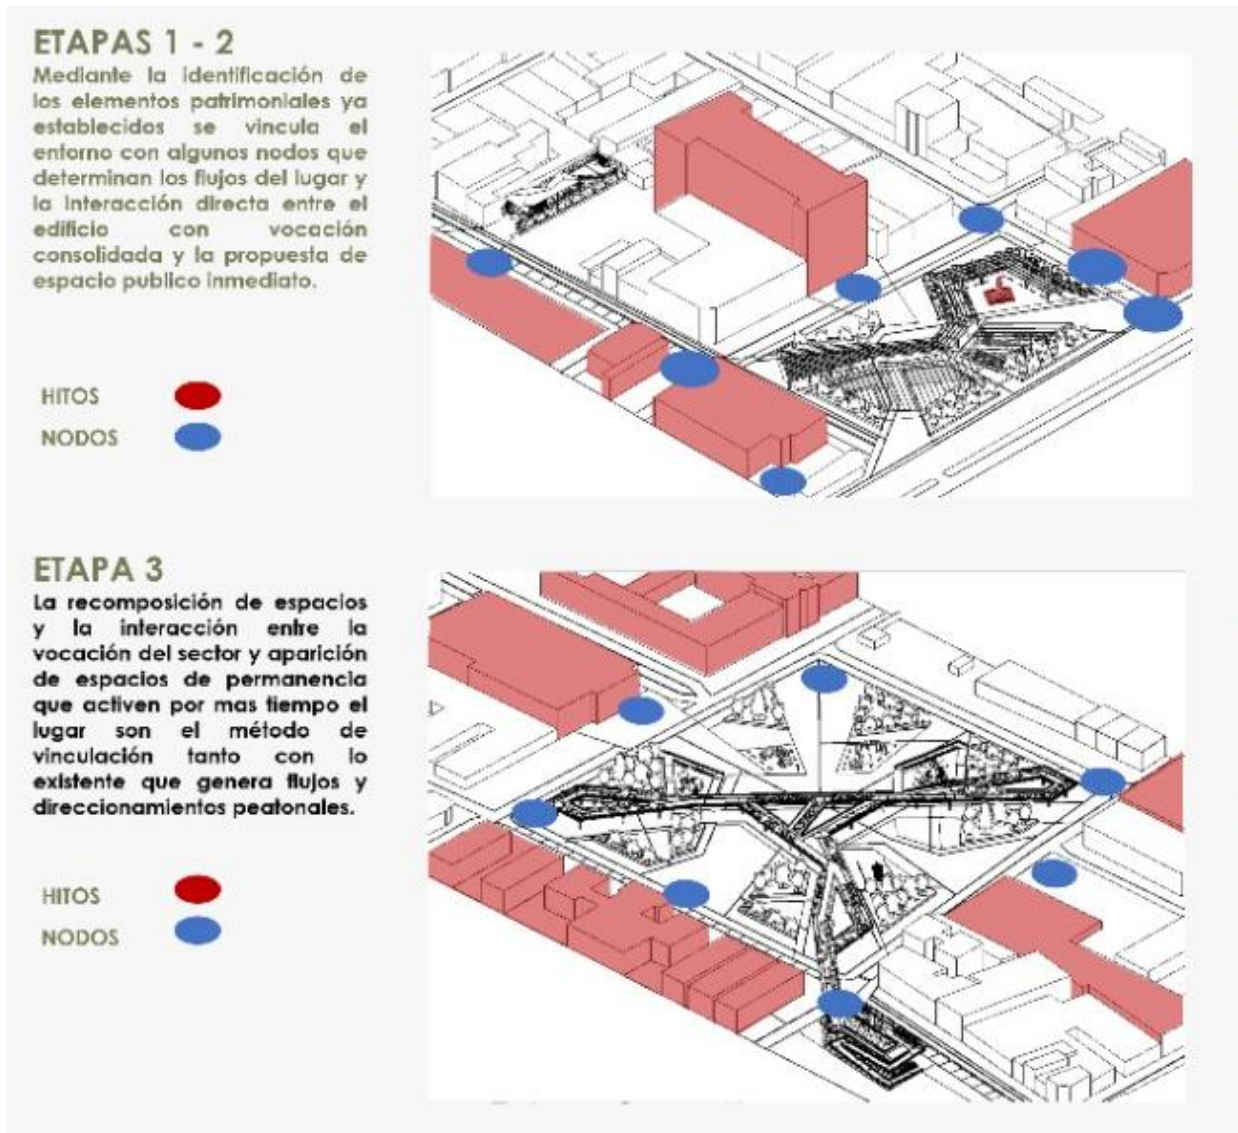 ETAPAS 1 - 2
Mediante la identificación de
los elementos patrimoniales ya
establecidos se vincula el
entorno con algunos nodos que
determinan los flujos del lugar y
la interacción directa entre el
edificio con vocación
consolidada y la propuesta de
espacio publico inmediato.
HITOS
NODOS
ETAPA 3
La recomposición de espacios
y la interacción entre la
vocación del sector y aparición
de espacios de permanencia
que activen por mas tiempo el
lugar son el método de
vinculación tanto con lo
existente que genera flujos y
direccionamientos peatonales.
HITOS
NODOS